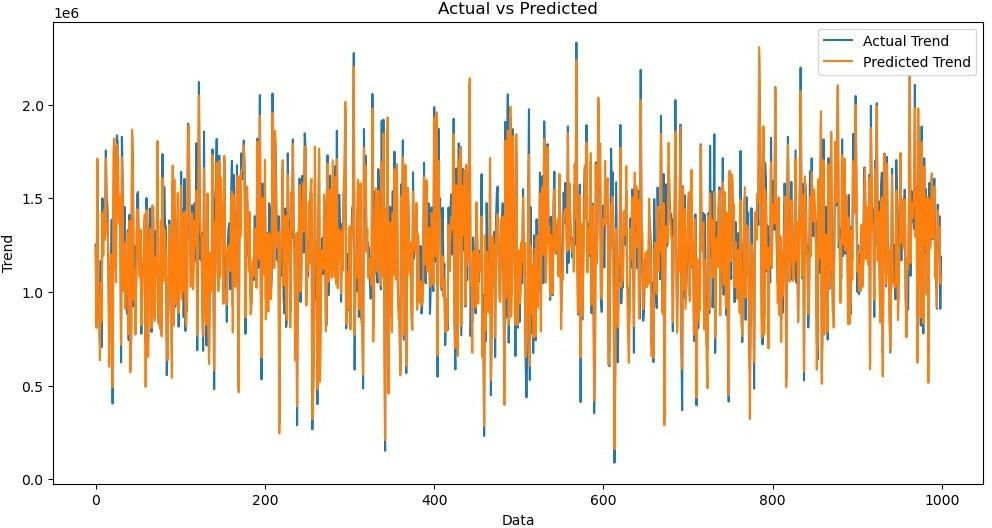 Actual vs Predicted
1e6
Actual Trend
Predicted Trend
2.0
1.5
1.0
0.5
0.0
Trend
0
200
400
600
800
1000
Data